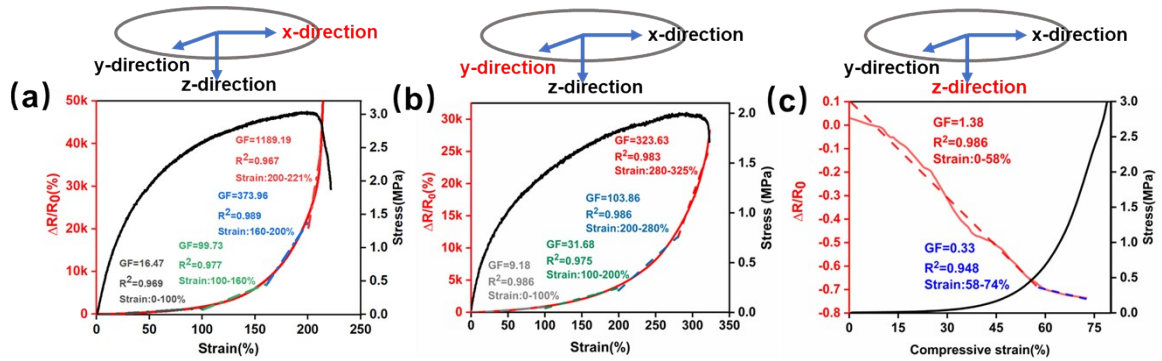 x-direction
y-direction
z-direction
x-direction
y-direction
z-direction
x-direction
y-direction
z-direction
(a)
50k
40k
30k
20k
10k
0
ΔR/R0(%)
GF=1189.19
R2=0.967
Strain:200-221%
GF=373.96
R2=0.989
Strain:160-200%
GF=99.73
R2=0.977
Strain:100-160%
GF=16.47
R2=0.969
Strain:0-100%
3.0
2.5
2.0
1.5
1.0
0.5
0.0
Stress(MPa)
0 50 100 150 200 250
Strain(%)
(b)
30k
25k
20k
15k
10k
5k
0
ΔR/R0(%)
GF=323.63
R2=0.983
Strain:280-325%
GF=103.86
R2=0.986
Strain:200-280%
GF=31.68
R2=0.975
Strain:100-200%
GF=9.18
R2=0.986
Strain:0-100%
2.0
1.5
1.0
0.5
0.0
Stress(MPa)
0 50 100 150 200 250 300 350
Strain(%)
(c)
0.1
0.0
-0.1
-0.2
-0.3
-0.4
-0.5
-0.6
-0.7
-0.8
ΔR/R0
GF=1.38
R2=0.986
Strain:0-58%
GF=0.33
R2=0.948
Strain:58-74%
3.0
2.5
2.0
1.5
1.0
0.5
0.0
Stress(MPa)
0 15 30 45 60 75
Compressive strain(%)